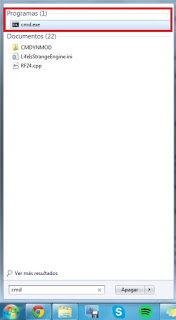 Programas (1)
cmd.exe
Documentos (22)
CMDYNMOD
LifeIsStrangeEngine.ini
RF24.cpp
Ver más resultados
cmd
Apagar